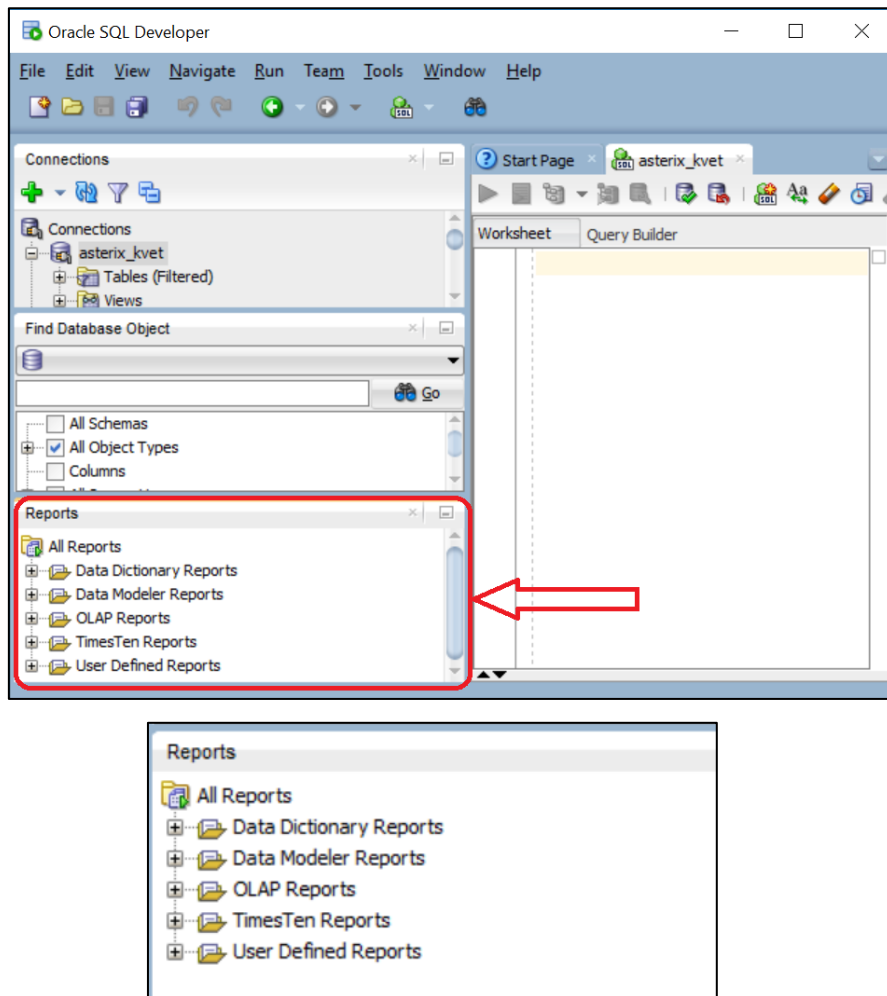 Oracle SQL Developer
File Edit View Navigate Run Team Tools Window Help
SQL
Connections
Start Page
asterix_kvet
SQL
SQL
Connections
asterix_kvet
Tables (Filtered)
Views
Worksheet
Query Builder
Find Database Object
Go
All Schemas
All Object Types
Columns
Reports
All Reports
Data Dictionary Reports
Data Modeler Reports
OLAP Reports
TimesTen Reports
User Defined Reports
Reports
All Reports
Data Dictionary Reports
Data Modeler Reports
OLAP Reports
TimesTen Reports
User Defined Reports